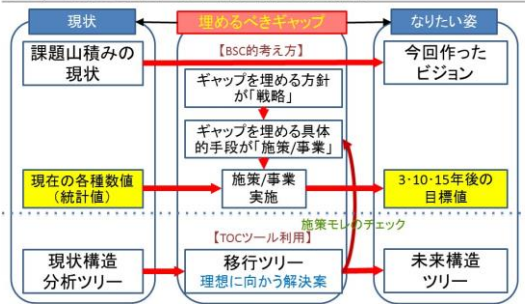 現状
埋めるべきギャップ
なりたい姿
課題山積みの
現状
【BSC的考え方】
今回作った
ビジョン
ギャップを埋める方針
が「戦略」
ギャップを埋める具体
的手段が「施策/事業」
現在の各種数値
(統計値)
施策/事業
実施
3・10・15年後の
目標値
施策モレのチェック
【TOCツール利用】
現状構造
分析ツリー
移行ツリー
理想に向かう解決案
未来構造
ツリー